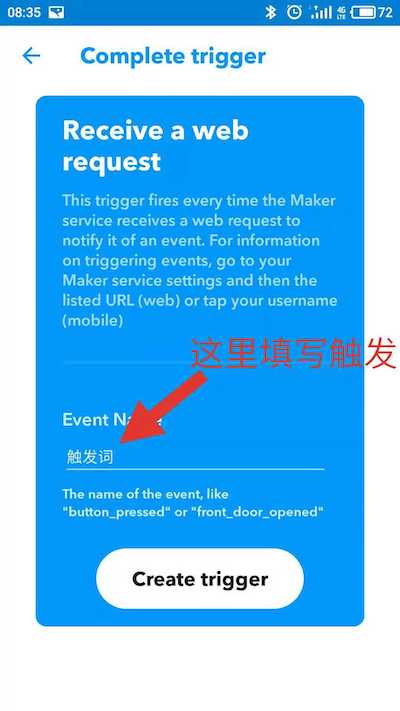 08:35
4G
LTE
72
Complete trigger
Receive a web
request
This trigger fires every time the Maker
service receives a web request to
notify it of an event. For information
on triggering events, go to your
Maker service settings and then the
listed URL (web) or tap your username
(mobile)
这里填写触发
Event Name
触发词
The name of the event, like
"button_pressed" or "front_door_opened"
Create trigger